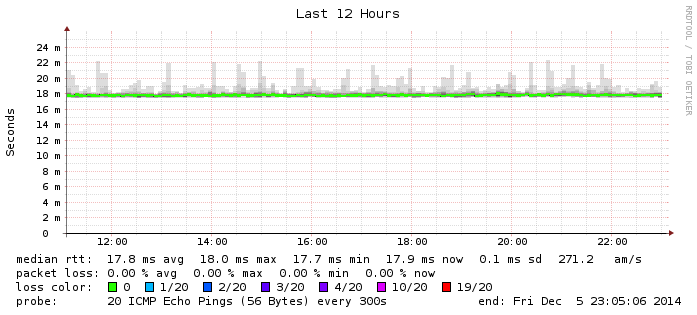 Last 12 Hours
RRDTOOL / TOBI OETIKER
Seconds
24 m
22 m
20 m
18 m
16 m
14 m
12 m
10 m
8 m
6 m
4 m
2 m
0
12:00 14:00 16:00 18:00 20:00 22:00
median rtt: 17.8 ms avg 18.0 ms max 17.7 ms min 17.9 ms now 0.1 ms sd 271.2 am/s
packet loss: 0.00 % avg 0.00 % max 0.00 % min 0.00 % now
loss color: 0 1/20 2/20 3/20 4/20 10/20 19/20
probe: 20 ICMP Echo Pings (56 Bytes) every 300s end: Fri Dec 5 23:05:06 2014